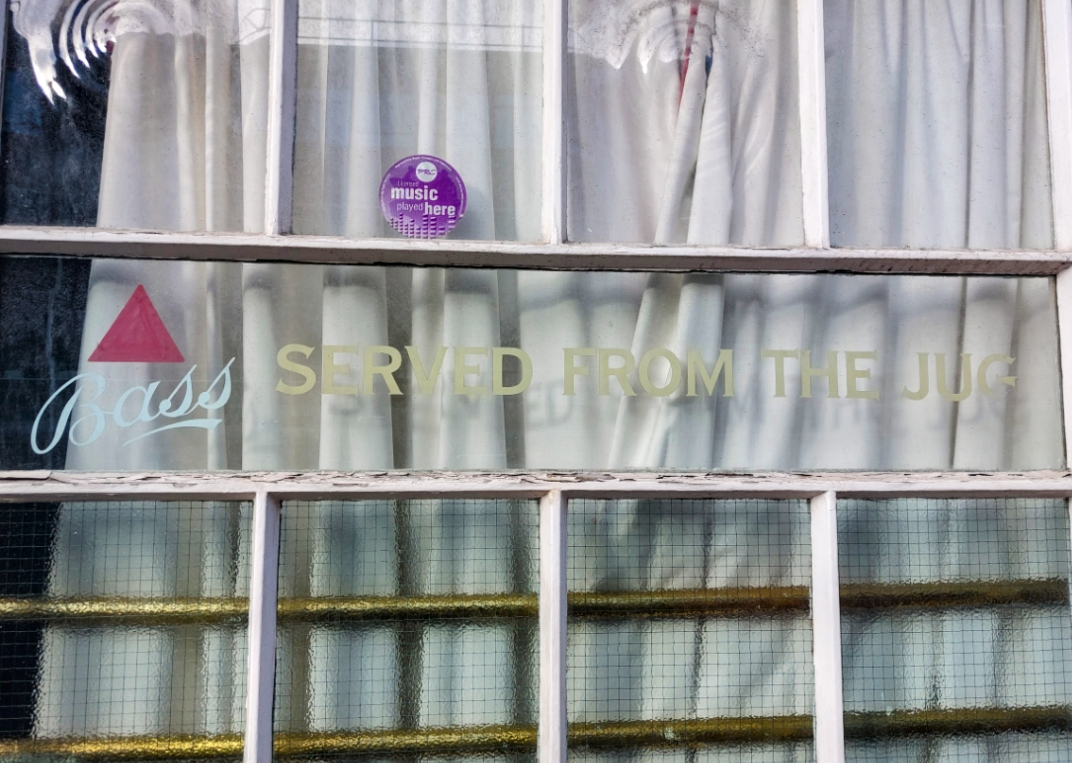 Licensed
music
played here
Bass SERVED FROM THE JUG